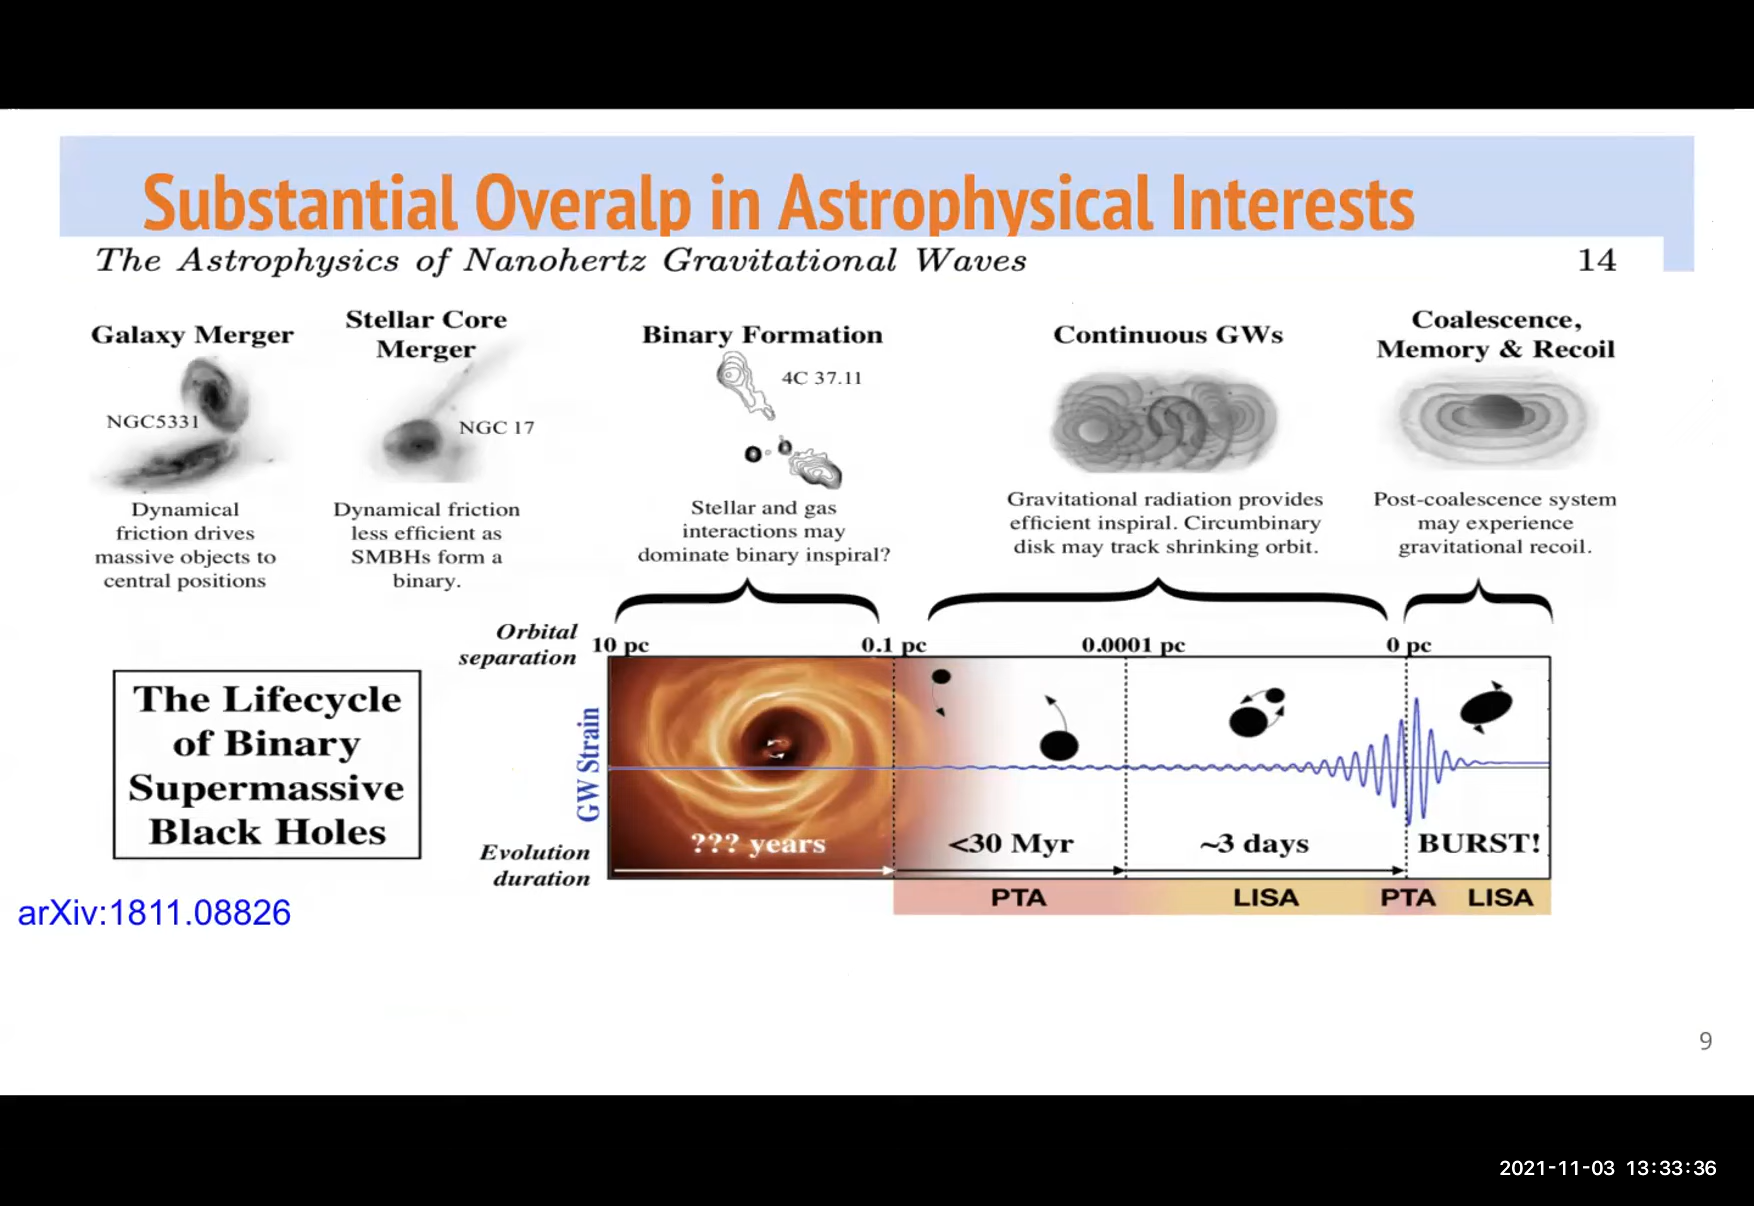 Substantial Overalp in Astrophysical Interests
The Astrophysics of Nanohertz Gravitational Waves
14
Galaxy Merger
NGC5331
Dynamical
friction drives
massive objects to
central positions
Stellar Core
Merger
NGC 17
Dynamical friction
less efficient as
SMBHs form a
binary.
Binary Formation
4C 37.11
Stellar and gas
interactions may
dominate binary inspiral?
Continuous GWs
Gravitational radiation provides
efficient inspiral. Circumbinary
disk may track shrinking orbit.
Coalescence,
Memory & Recoil
Post-coalescence system
may experience
gravitational recoil.
The Lifecycle
of Binary
Supermassive
Black Holes
Orbital
separation
10 pc
0.1 pc
0.0001 pc
0 pc
GW Strain
Evolution
duration
??? years
<30 Myr
~3 days
BURST!
PTA
LISA
PTA
LISA
arXiv:1811.08826
9
2021-11-03 13:33:36